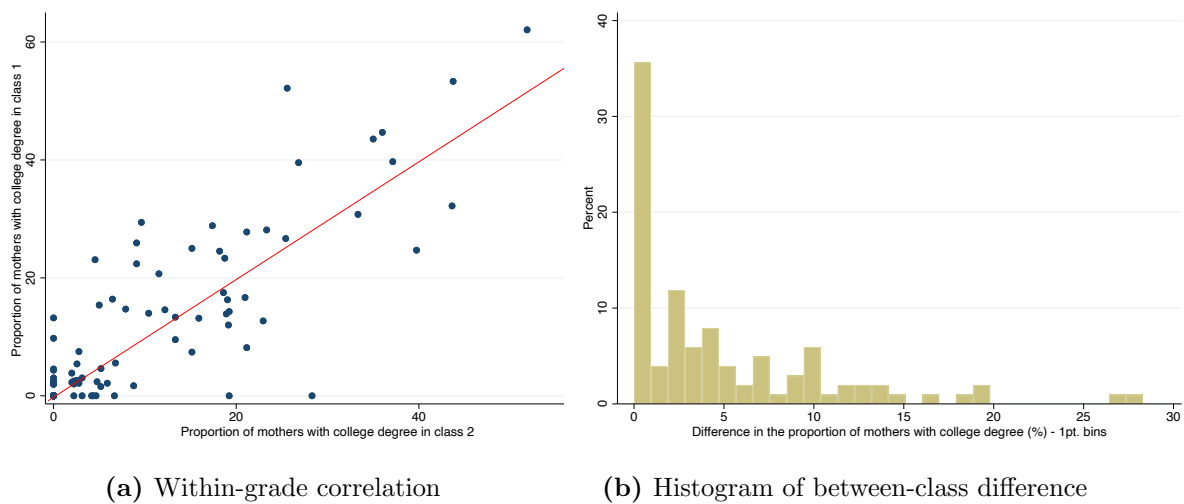 Proportion of mothers with college degree in class 1
60
40
20
0
0 20 40
Proportion of mothers with college degree in class 2
(a) Within-grade correlation
Percent
40
30
20
10
0
0 5 10 15 20 25 30
Difference in the proportion of mothers with college degree (%) - 1pt. bins
(b) Histogram of between-class difference